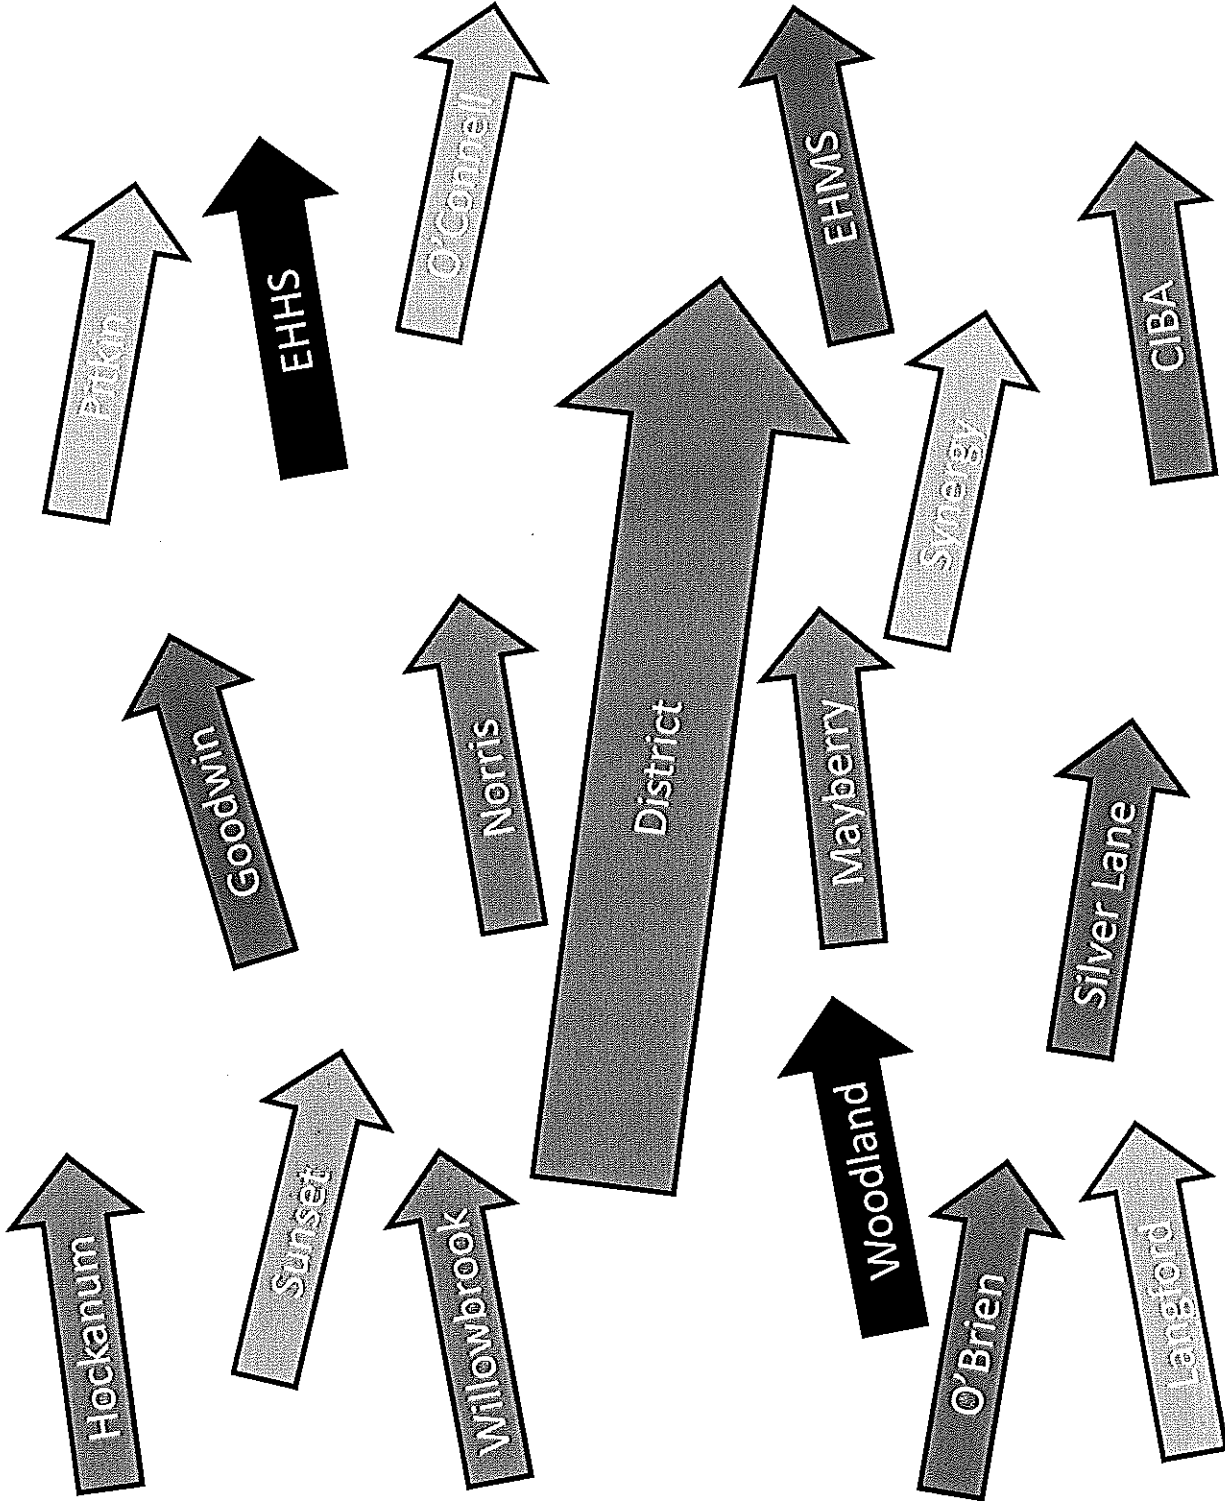 Hockanum
Pitkin
Goodwin
EHHS
Sunset
O'Connell
Willowbrook
Norris
District
EHMS
Mayberry
Woodland
Synergy
O'Brien
Silver Lane
CIBA
Langford